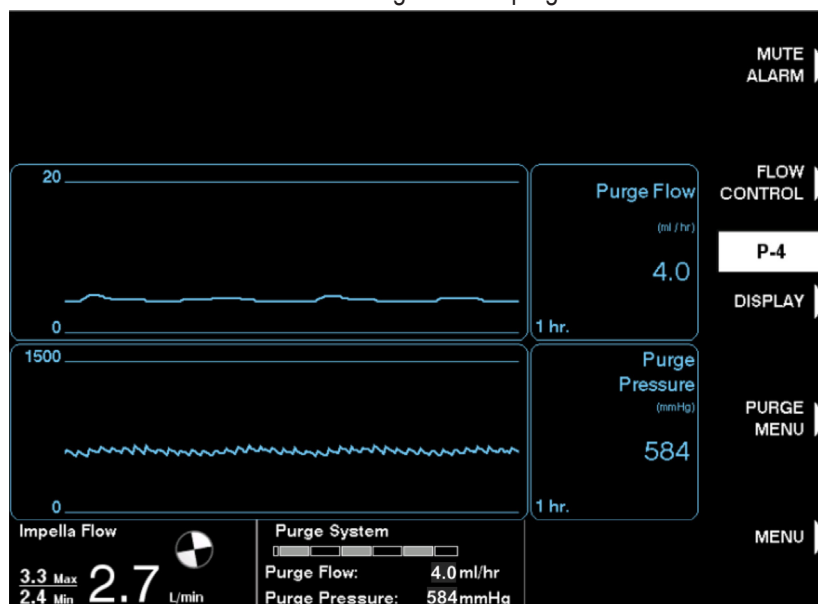 MUTE
ALARM
20
Purge Flow
(ml / hr)
4.0
0
1 hr.
FLOW
CONTROL
P-4
DISPLAY
1500
Purge
Pressure
(mmHg)
584
0
1 hr.
PURGE
MENU
Impella Flow
3.3 Max
2.4 Min
2.7 L/min
Purge System
Purge Flow: 4.0 ml/hr
Purge Pressure: 584 mmHg
MENU